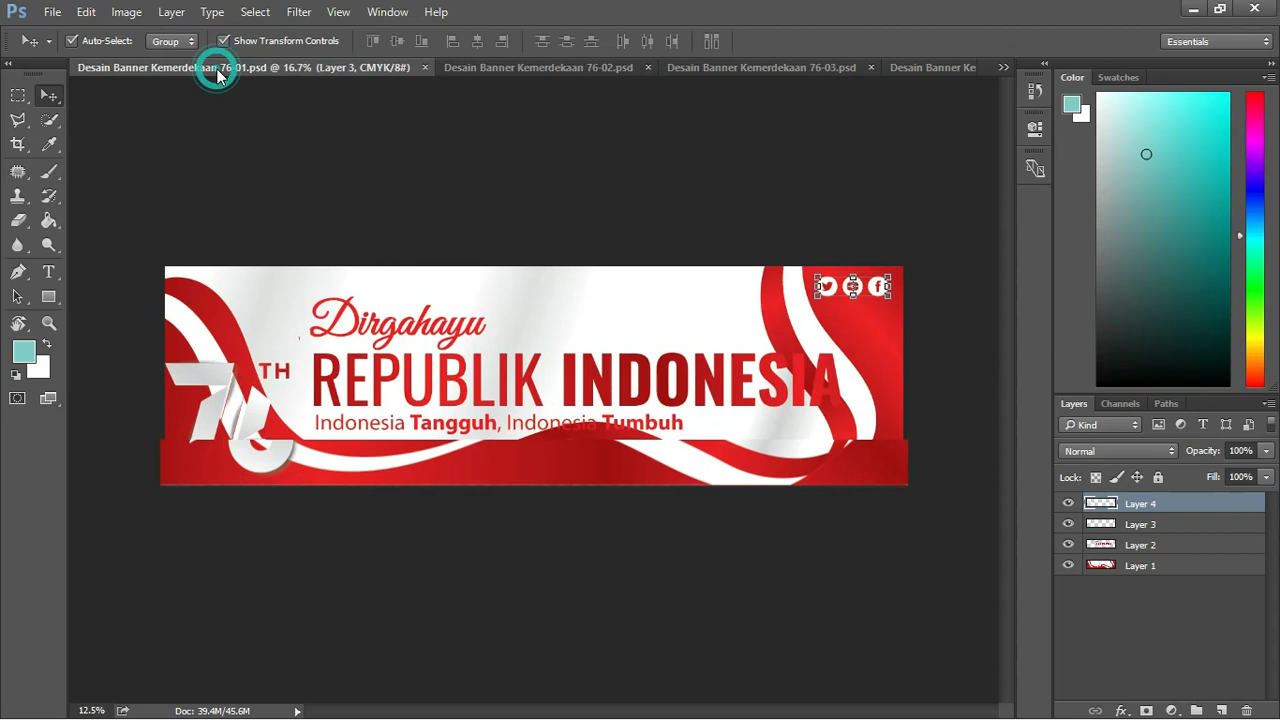 Ps File Edit Image Layer Type Select Filter View Window Help
Auto-Select: Group Show Transform Controls Essentials
Desain Banner Kemerdekaan 76-01.psd @ 16.7% (Layer 3, CMYK/8#) × Desain Banner Kemerdekaan 76-02.psd × Desain Banner Kemerdekaan 76-03.psd × Desain Banner Ke
Color Swatches
Dirgahayu
76 TH REPUBLIK INDONESIA
Indonesia Tangguh, Indonesia Tumbuh
Layers Channels Paths
Kind
Normal Opacity: 100%
Lock: Fill: 100%
Layer 4
Layer 3
Layer 2
Layer 1
12.5% Doc: 39.4M/45.6M